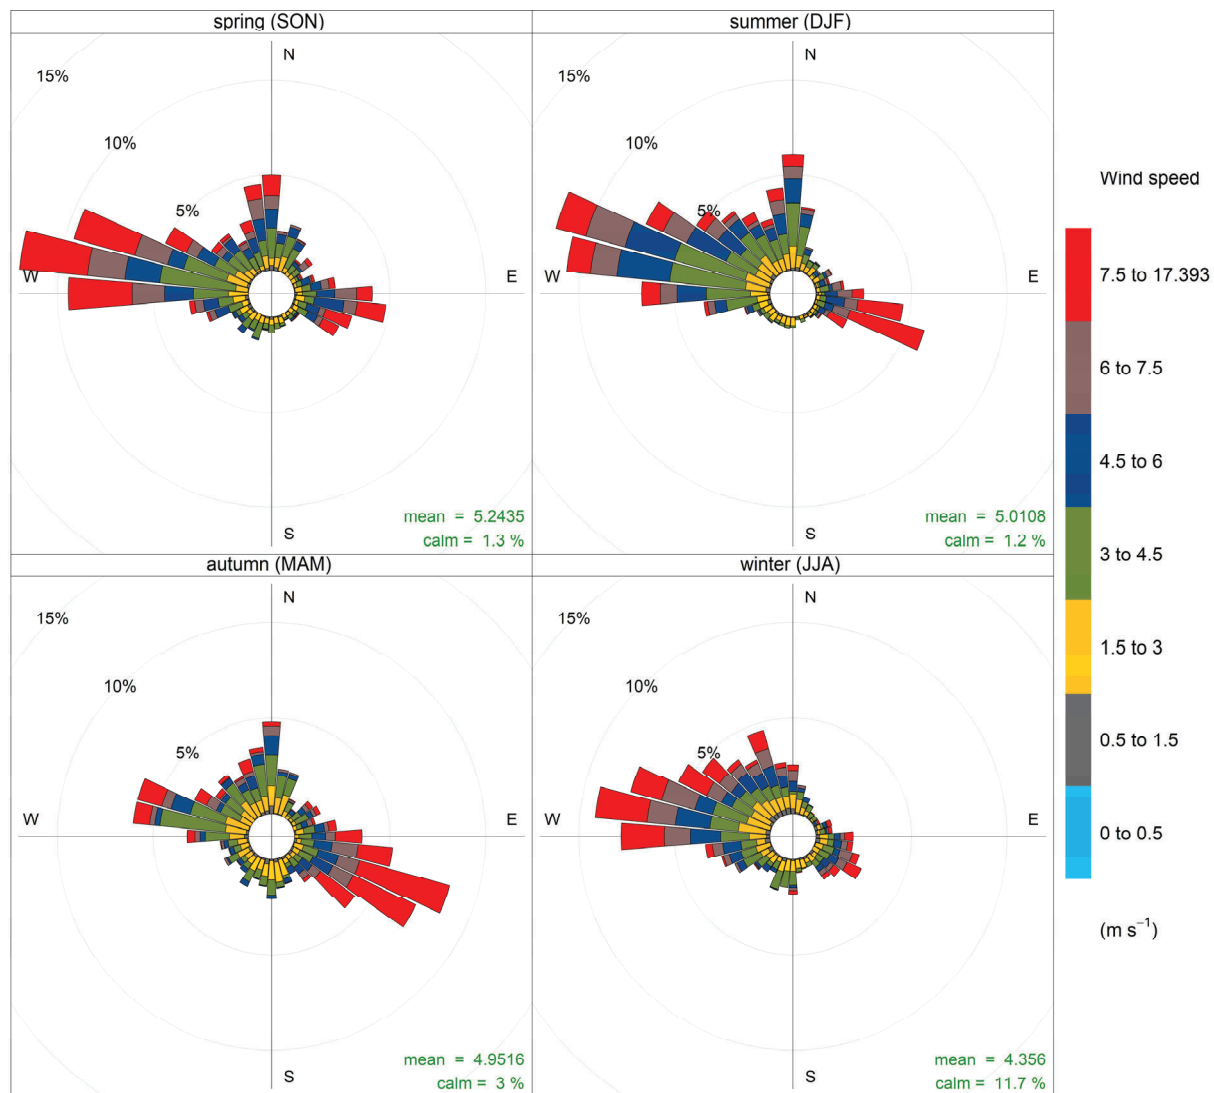 spring (SON)
summer (DJF)
N
15%
10%
5%
W
E
S
mean = 5.2435
calm = 1.3 %
N
15%
10%
5%
W
E
S
mean = 5.0108
calm = 1.2 %
autumn (MAM)
winter (JJA)
N
15%
10%
5%
W
E
S
mean = 4.9516
calm = 3 %
N
15%
10%
5%
W
E
S
mean = 4.356
calm = 11.7 %
Wind speed
7.5 to 17.393
6 to 7.5
4.5 to 6
3 to 4.5
1.5 to 3
0.5 to 1.5
0 to 0.5
(m s⁻¹)